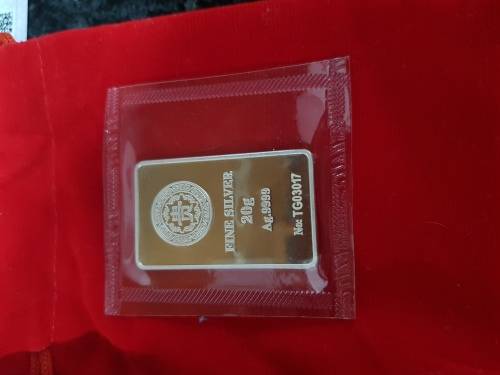 FINE SILVER
20g
Ag.9999
No: TG03017